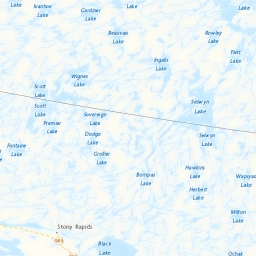 Ivanhoe
Lake
Gardiner
Lake
Beauvais
Lake
Rowley
Lake
Flett
Lake
Ingalls
Lake
Wignes
Lake
Scott
Lake
Selwyn
Lake
Scott
Lake
Sovereign
Lake
Premier
Lake
Dodge
Lake
Selwyn
Lake
Fontaine
Lake
Grolier
Lake
Bompas
Lake
Hawkins
Lake
Herbert
Lake
Wapiyao
Lake
Milton
Lake
Stony Rapids
Black
Lake
Ochak
Lake